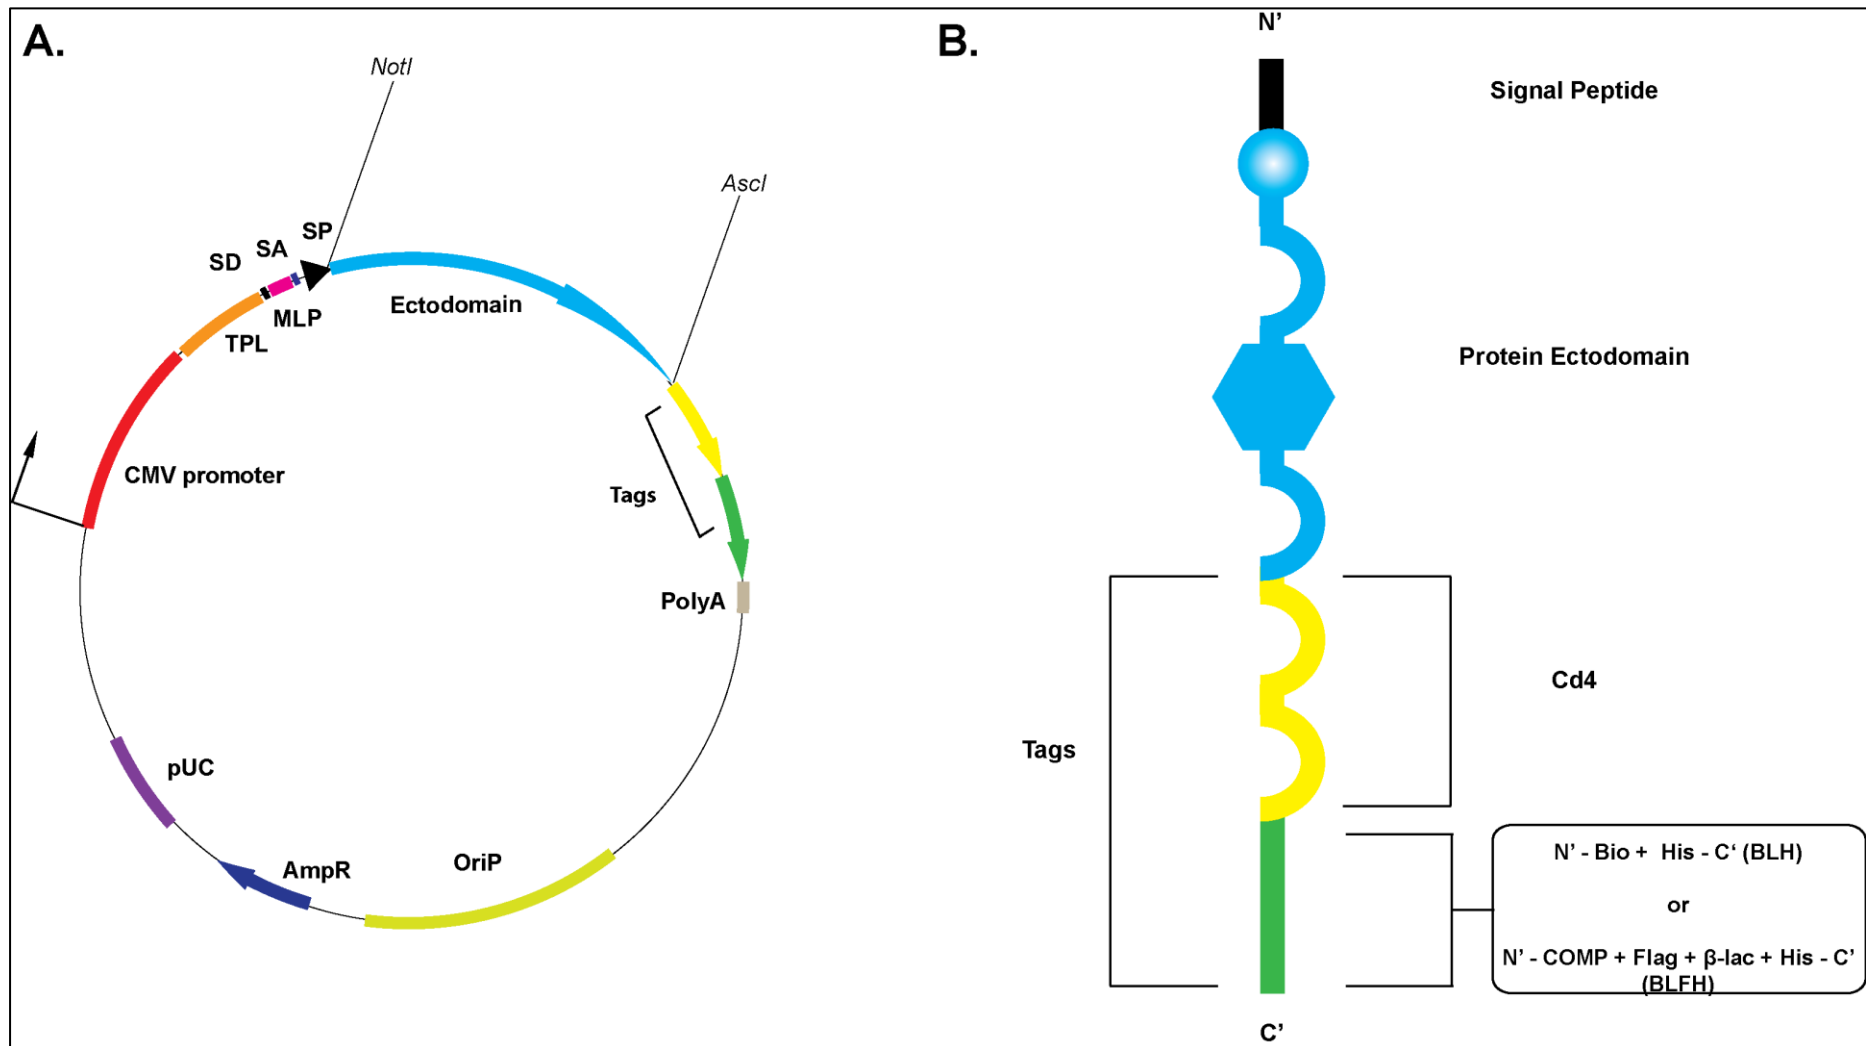 A.
NotI
AscI
SP
SA
SD
MLP
TPL
Ectodomain
CMV promoter
Tags
PolyA
pUC
AmpR
OriP
B.
N’
Signal Peptide
Protein Ectodomain
Cd4
Tags
N’ - Bio + His - C‘ (BLH)
or
N’ - COMP + Flag + β-lac + His - C’
(BLFH)
C’